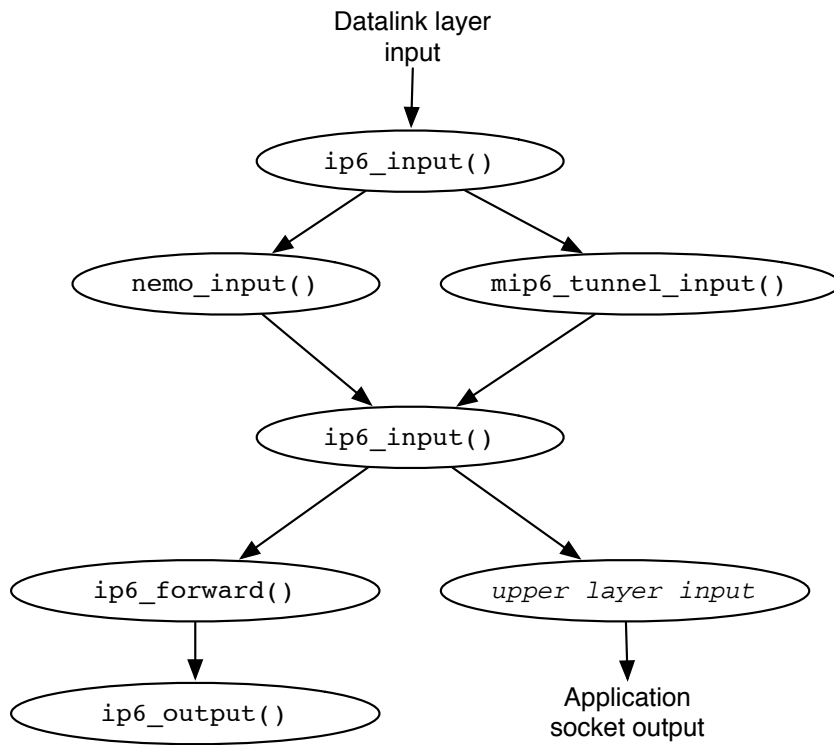 Datalink layer
input
ip6_input()
nemo_input()
mip6_tunnel_input()
ip6_input()
ip6_forward()
upper layer input
ip6_output()
Application
socket output